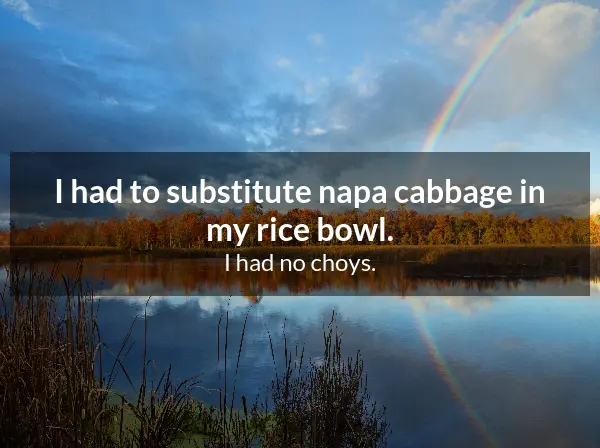 I had to substitute napa cabbage in
my rice bowl.
I had no choys.